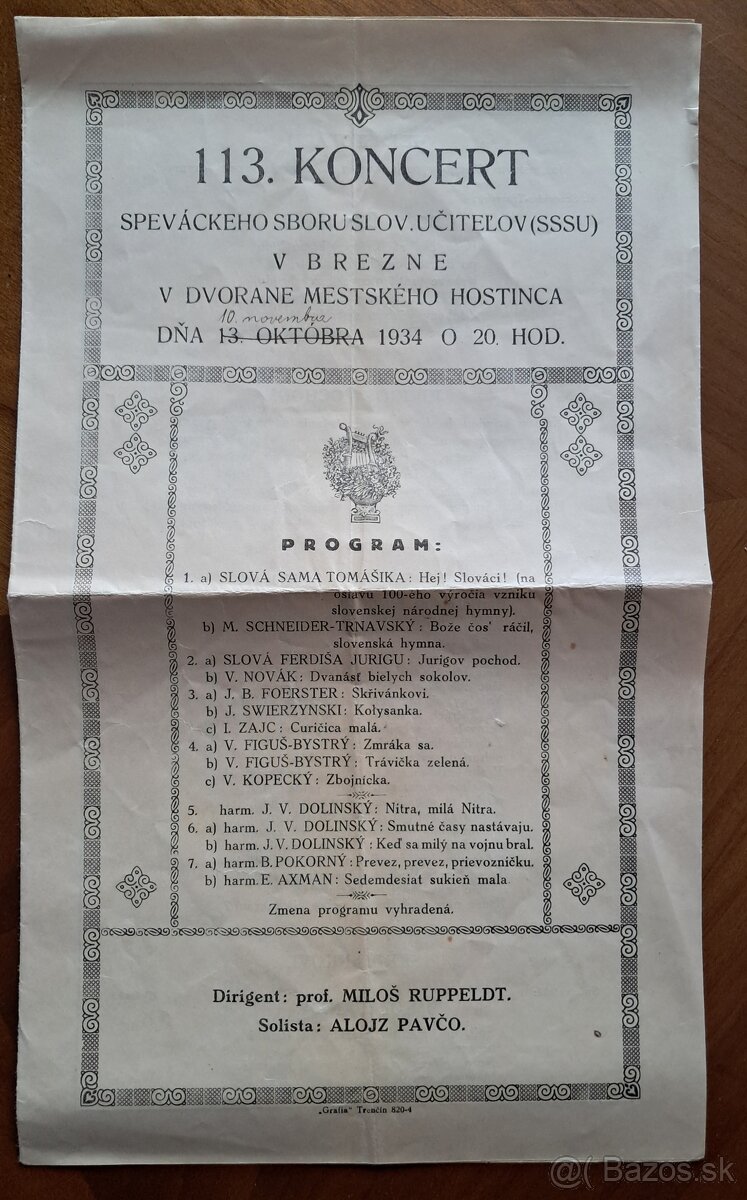 113. KONCERT
SPEVÁCKEHO SBORU SLOV. UČITEĽOV (SSSU)
V BREZNE
V DVORANE MESTSKÉHO HOSTINCA
10. novembra
DŇA 13. OKTÓBRA 1934 O 20. HOD.
PROGRAM:
1. a) SLOVÁ SAMA TOMÁŠIKA: Hej! Slováci! (na
oslavu 100-ého výročia vzniku
slovenskej národnej hymny).
b) M. SCHNEIDER-TRNAVSKÝ: Bože čos' ráčil,
slovenská hymna.
2. a) SLOVÁ FERDIŠA JURIGU: Jurigov pochod.
b) V. NOVÁK: Dvanásť bielych sokolov.
3. a) J. B. FOERSTER: Skřivánkovi.
b) J. SWIERZYNSKI: Kołysanka.
c) I. ZAJC: Curičica malá.
4. a) V. FIGUŠ-BYSTRÝ: Zmráka sa.
b) V. FIGUŠ-BYSTRÝ: Trávička zelená.
c) V. KOPECKÝ: Zbojnícka.
5. harm. J. V. DOLINSKÝ: Nitra, milá Nitra.
6. a) harm. J. V. DOLINSKÝ: Smutné časy nastávaju.
b) harm. J. V. DOLINSKÝ: Keď sa milý na vojnu bral.
7. a) harm. B. POKORNÝ: Prevez, prevez, prievozníčku.
b) harm. E. AXMAN: Sedemdesiat sukieň mala.
Zmena programu vyhradená.
Dirigent: prof. MILOŠ RUPPELDT.
Solista: ALOJZ PAVČO.
„Grafia" Trenčín 820-4
@( Bazos.sk